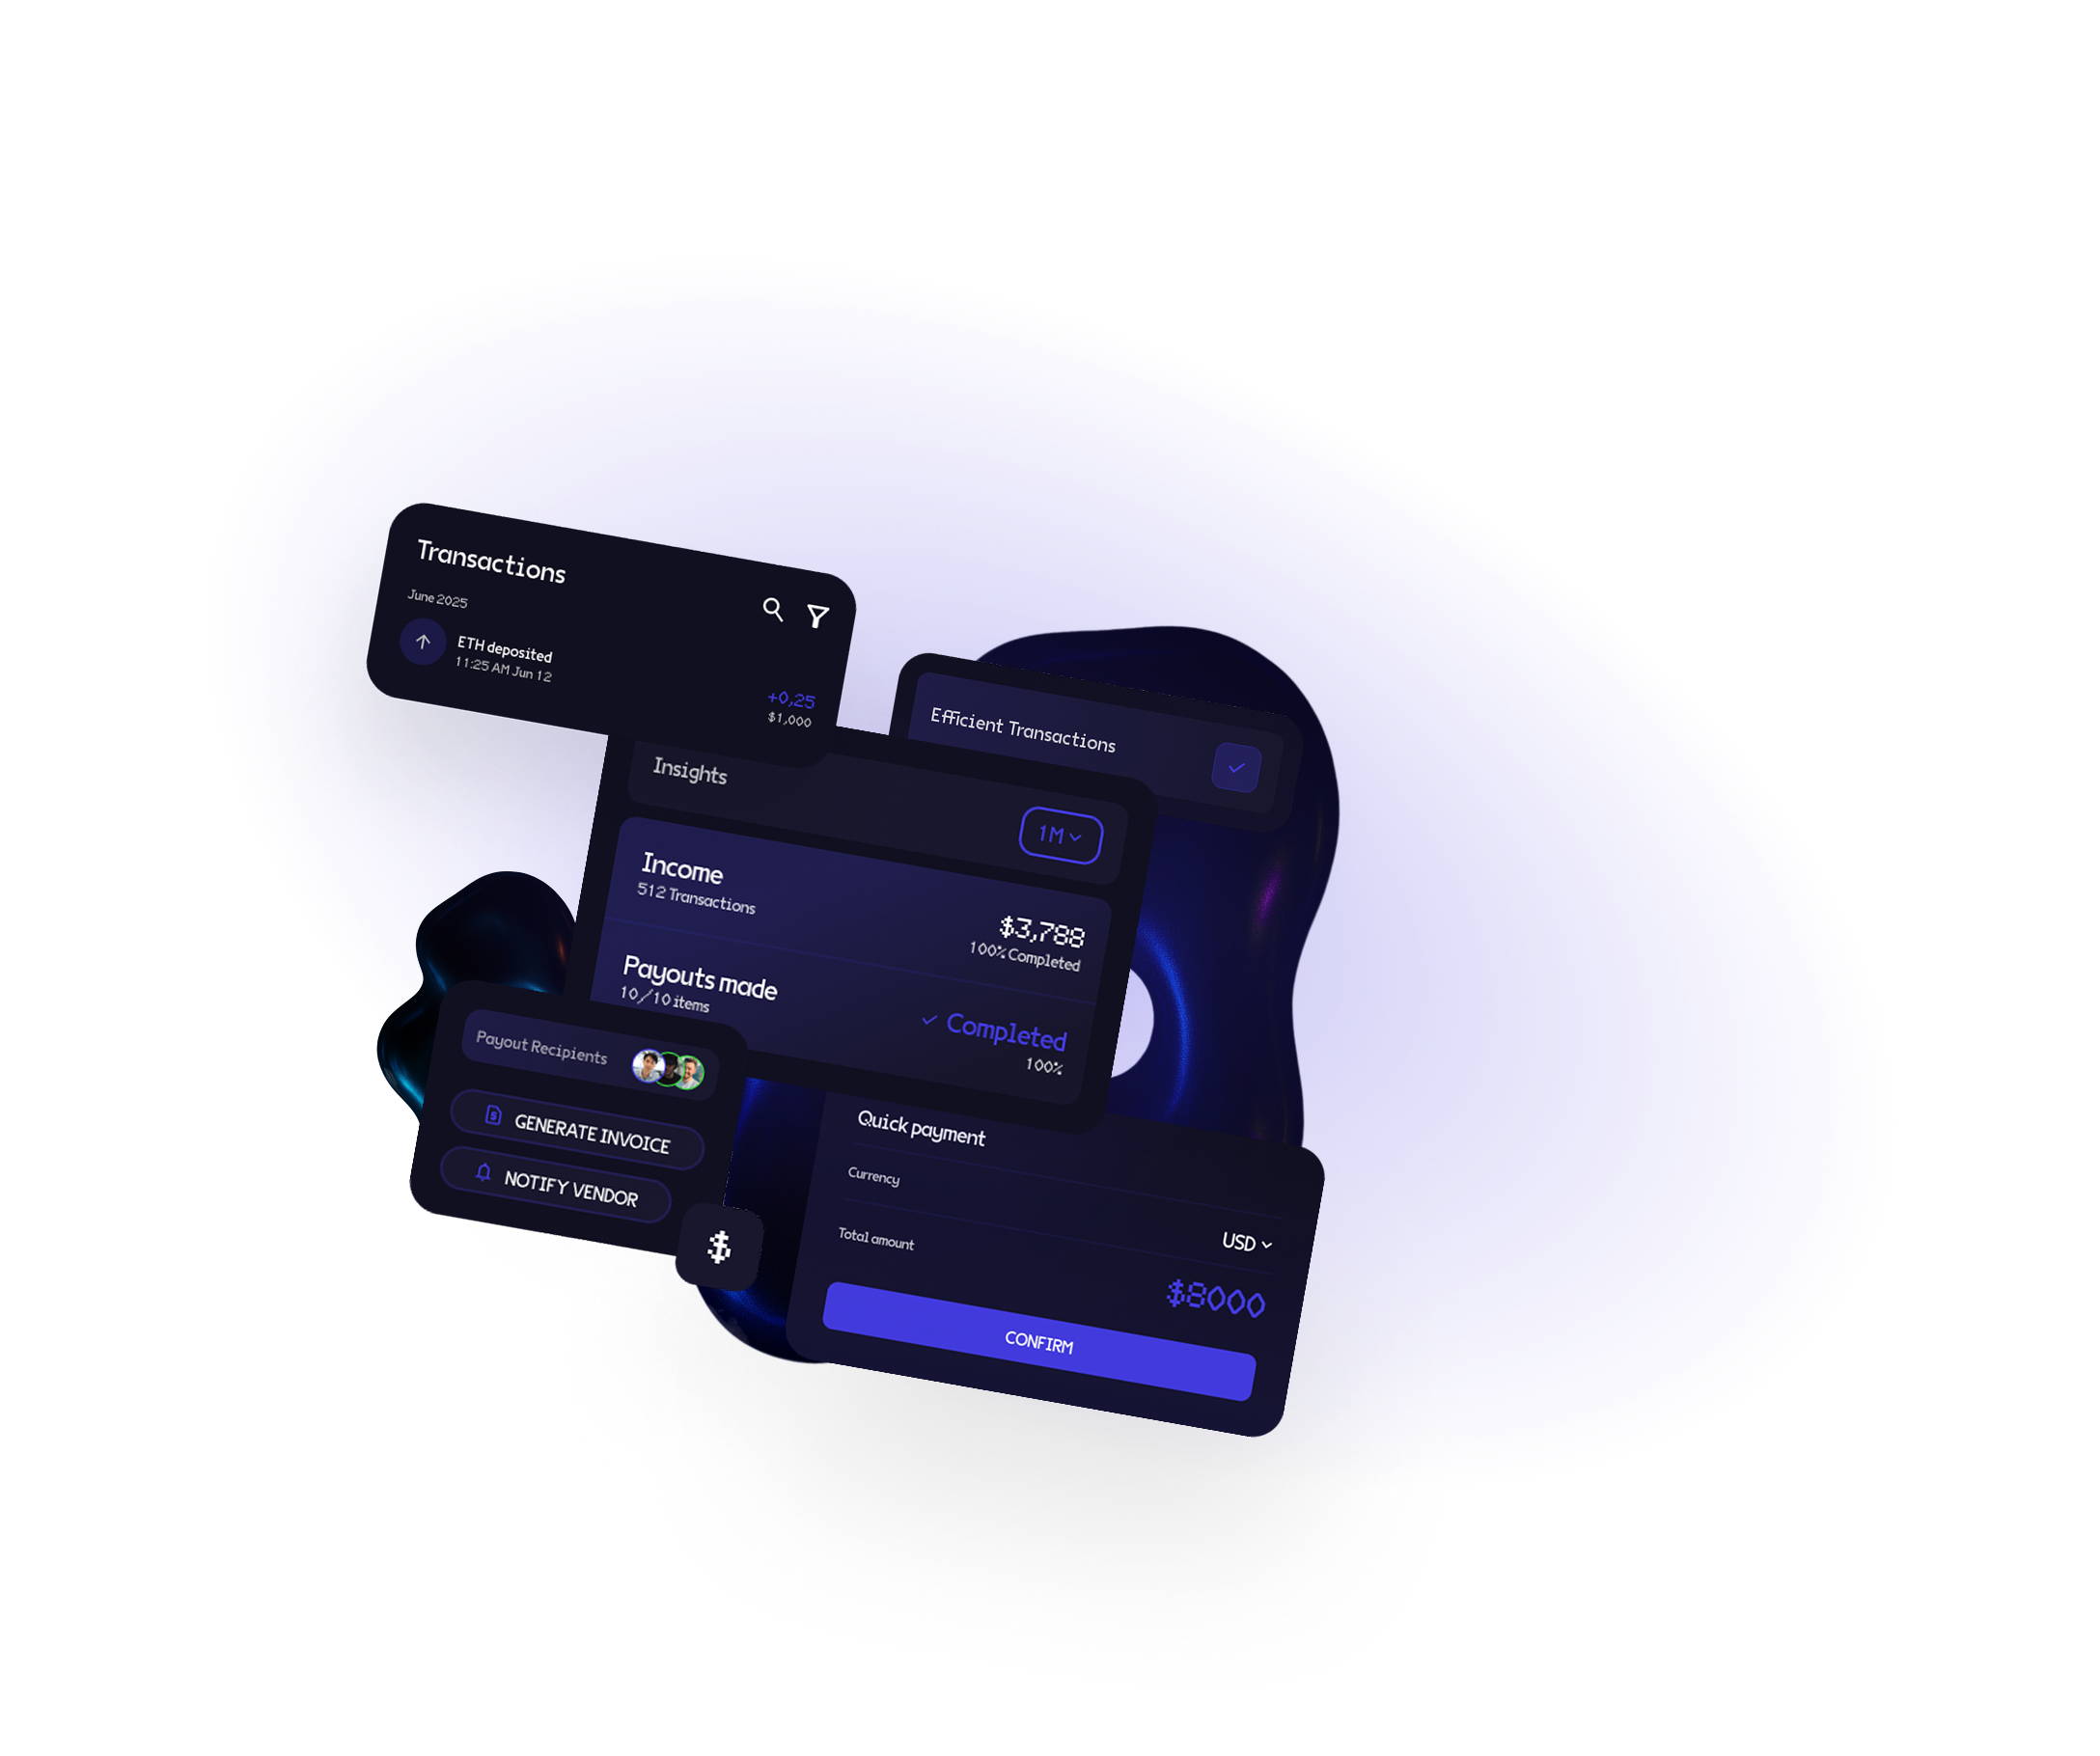 Transactions
June 2025
ETH deposited
11:25 AM Jun 12
+0,25
$1,000
Efficient Transactions
Insights
1M
Income
512 Transactions
$3,788
100% Completed
Payouts made
10/10 items
Completed
100%
Payout Recipients
GENERATE INVOICE
NOTIFY VENDOR
$
Quick payment
Currency
USD
Total amount
$8000
CONFIRM